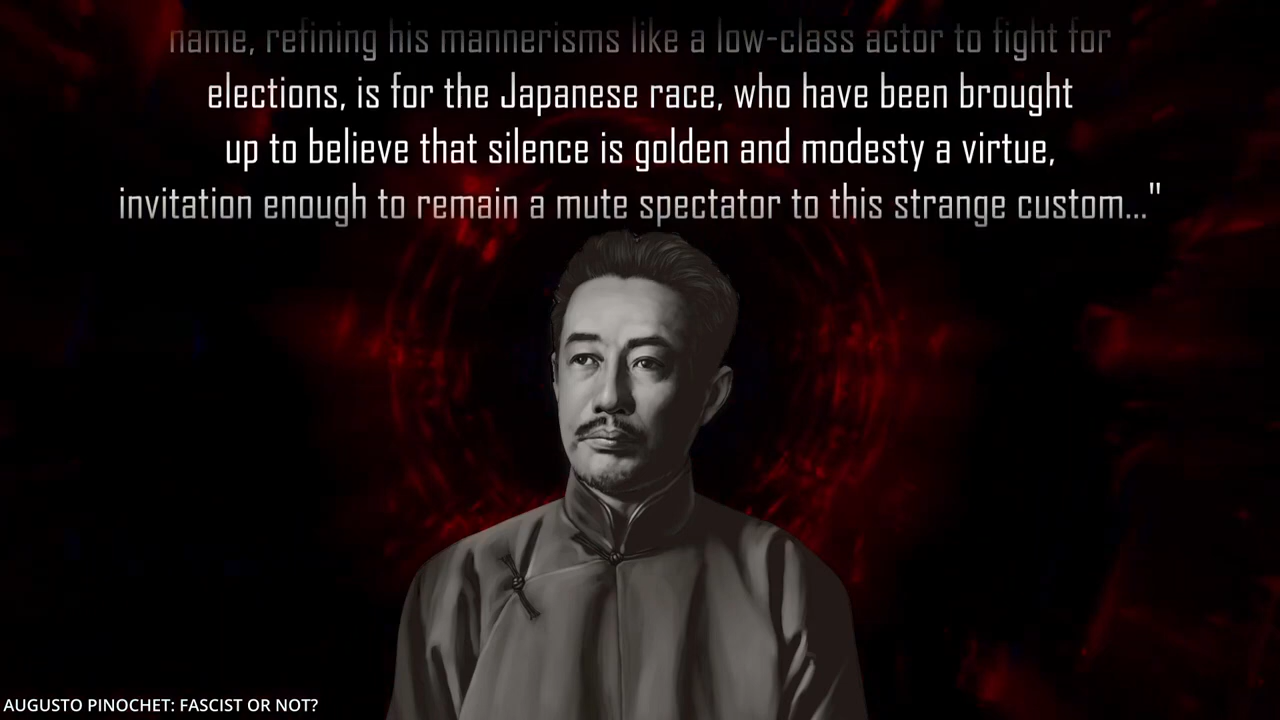 name, refining his mannerisms like a low-class actor to fight for
elections, is for the Japanese race, who have been brought
up to believe that silence is golden and modesty a virtue,
invitation enough to remain a mute spectator to this strange custom..."
AUGUSTO PINOCHET: FASCIST OR NOT?